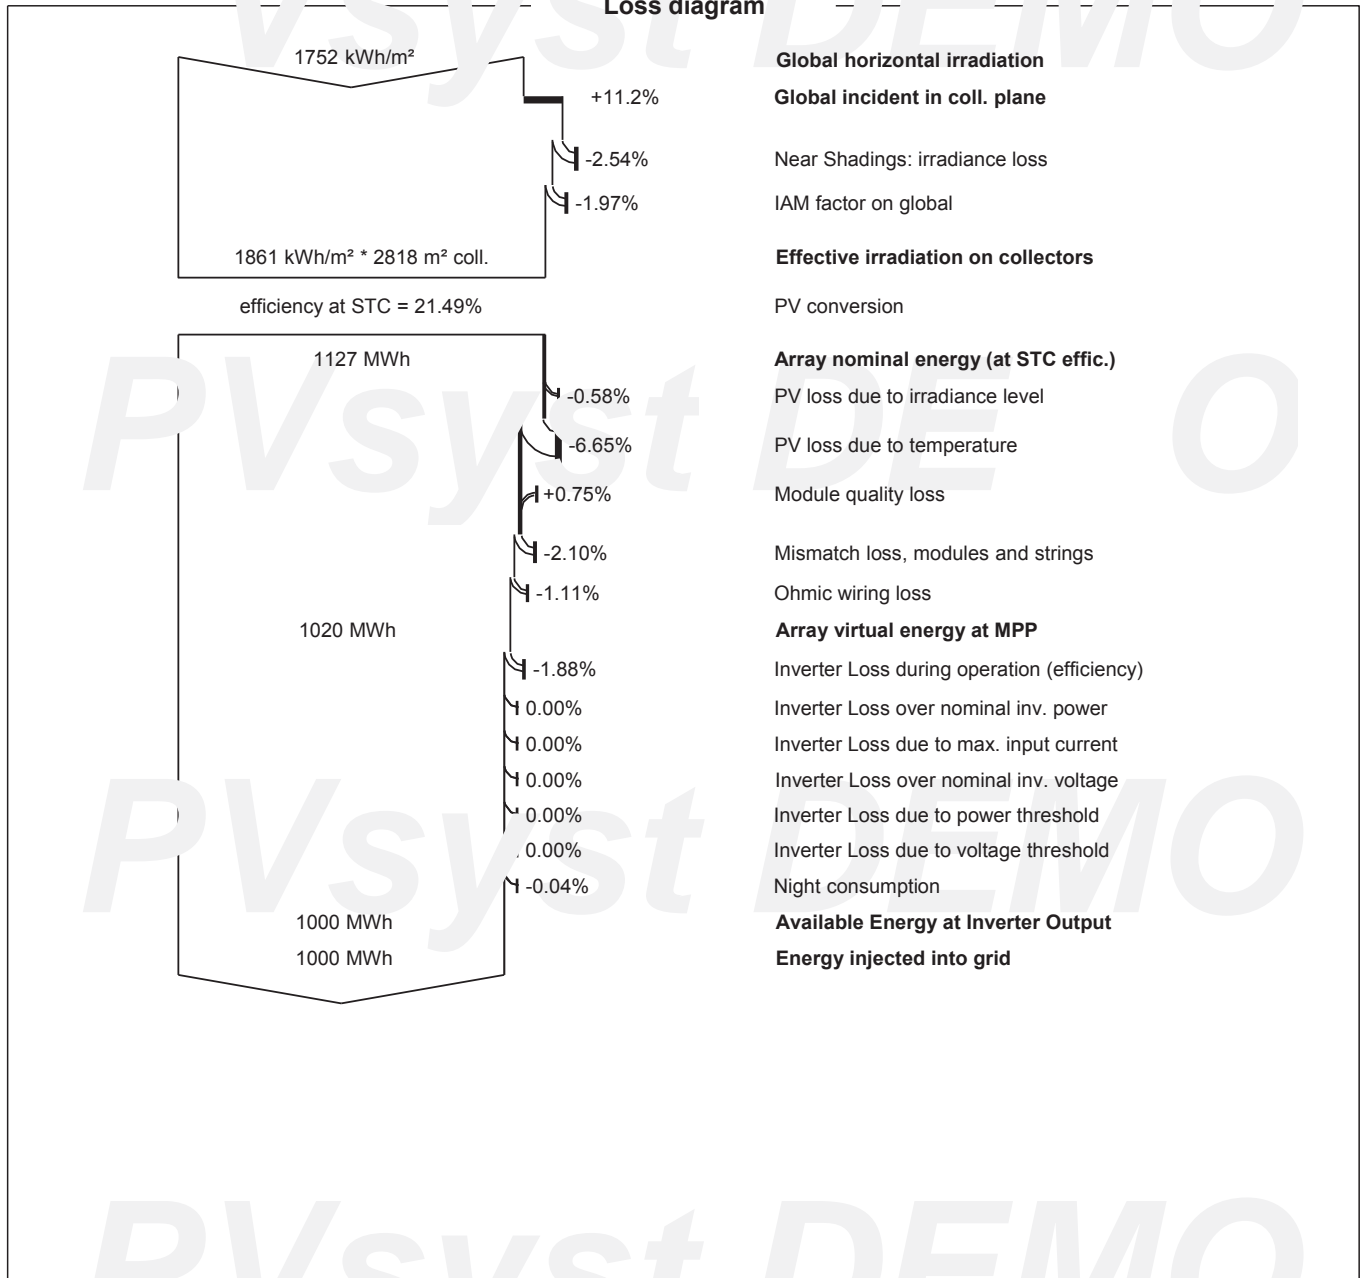 Loss diagram
PVsyst DEMO
1752 kWh/m² Global horizontal irradiation
+11.2% Global incident in coll. plane
-2.54% Near Shadings: irradiance loss
-1.97% IAM factor on global
1861 kWh/m² * 2818 m² coll. Effective irradiation on collectors
efficiency at STC = 21.49% PV conversion
1127 MWh Array nominal energy (at STC effic.)
PVsyst DE O
-0.58% PV loss due to irradiance level
-6.65% PV loss due to temperature
+0.75% Module quality loss
-2.10% Mismatch loss, modules and strings
-1.11% Ohmic wiring loss
1020 MWh Array virtual energy at MPP
-1.88% Inverter Loss during operation (efficiency)
0.00% Inverter Loss over nominal inv. power
0.00% Inverter Loss due to max. input current
0.00% Inverter Loss over nominal inv. voltage
0.00% Inverter Loss due to power threshold
PVsyst DEMO
0.00% Inverter Loss due to voltage threshold
-0.04% Night consumption
1000 MWh Available Energy at Inverter Output
1000 MWh Energy injected into grid
PVsyst DEMO